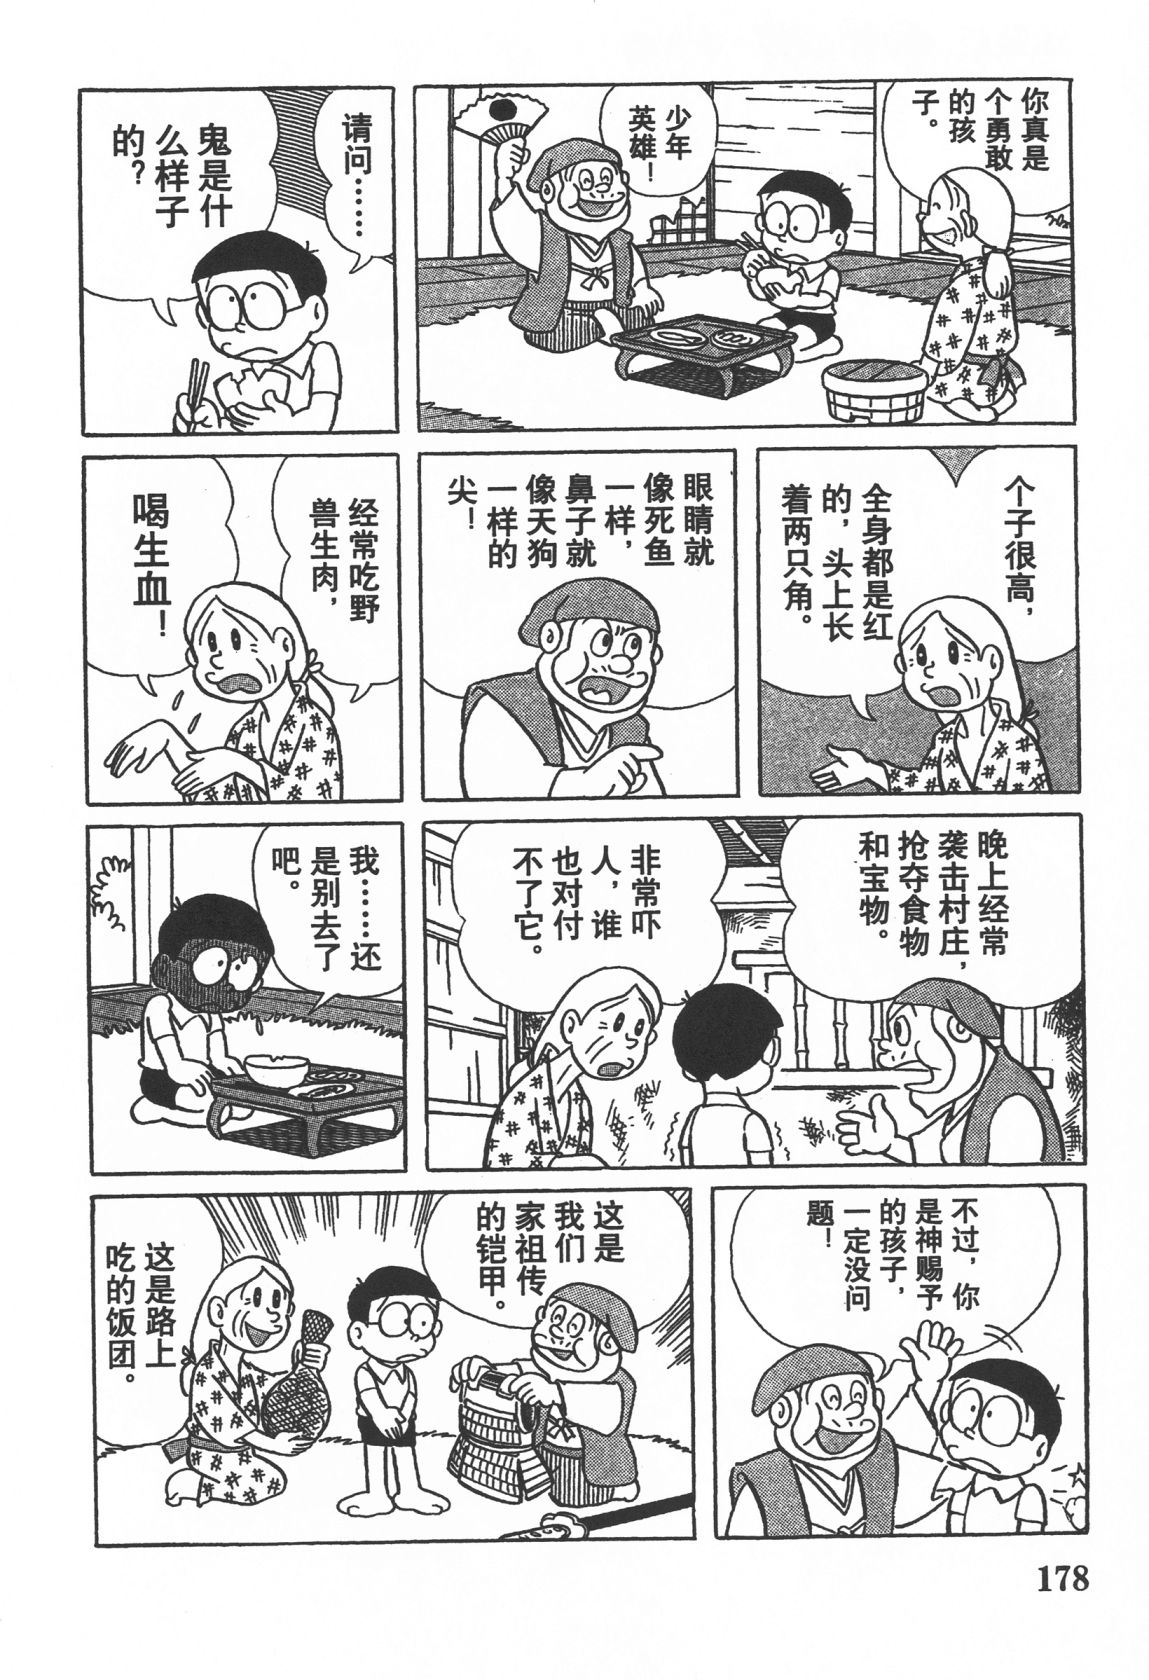 你真是
个勇敢
的孩
子。
少年
英雄！
请问……
鬼是什
么样子
的？
个子很高，
全身都是红
的，头上长
着两只角。
眼睛就
像死鱼
一样，
鼻子就
像天狗
一样的
尖！
经常吃野
兽生肉，
喝生血！
晚上经常
袭击村庄，
抢夺食物
和宝物。
非常吓
人，谁
也对付
不了它。
我……还
是别去了
吧。
不过，你
是神赐予
的孩子，
一定没问
题！
这是
我们
家祖传
的铠甲。
这是路上
吃的饭团。
178